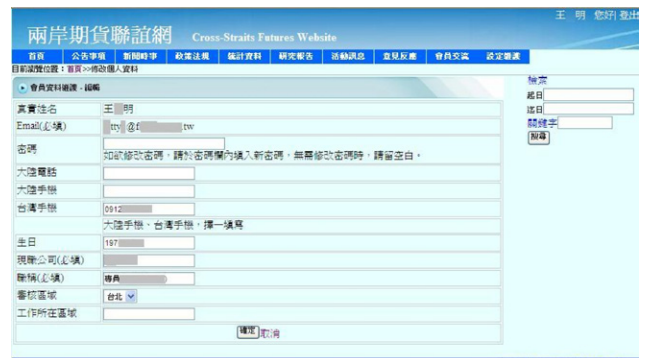 王 明 您好| 登出
兩岸期貨聯誼網 Cross-Straits Futures Website
首頁 公告事項 新聞時事 政策法規 統計資料 研究報告 活動訊息 意見反應 會員交流 設定維護
目前瀏覽位置：首頁>>修改個人資料
會員資料維護 - 編輯
檢索
起日
迄日
關鍵字
搜尋
真實姓名 王 明
Email(必填) tty @f .tw
密碼
如欲修改密碼，請於密碼欄內填入新密碼，無需修改密碼時，請留空白。
大陸電話
大陸手機
台灣手機 0912
大陸手機、台灣手機，擇一填寫
生日 197
現職公司(必填)
職稱(必填) 專員
審核區域 台北
工作所在區域
確定 取消